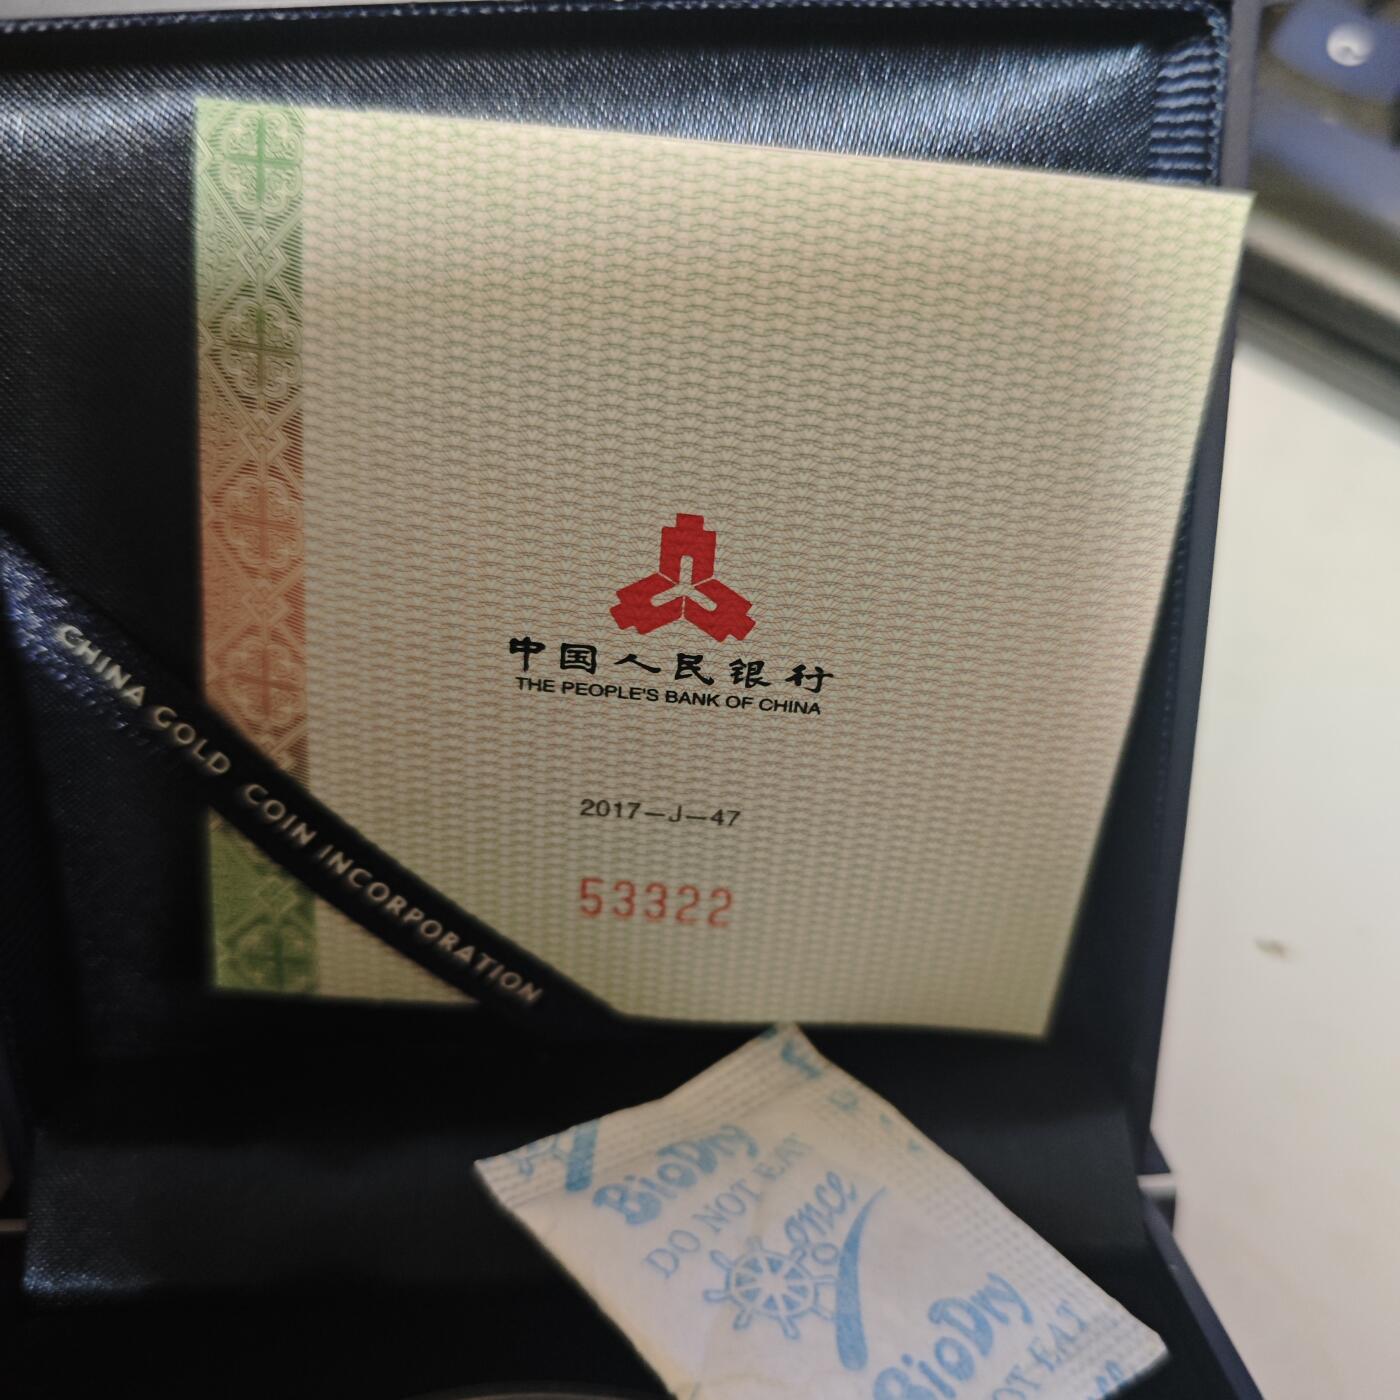 中国人民银行
THE PEOPLE'S BANK OF CHINA
2017-J-47
53322
CHINA GOLD COIN INCORPORATION
BioDry
DO NOT EAT
once
BioDry
NOT EAT